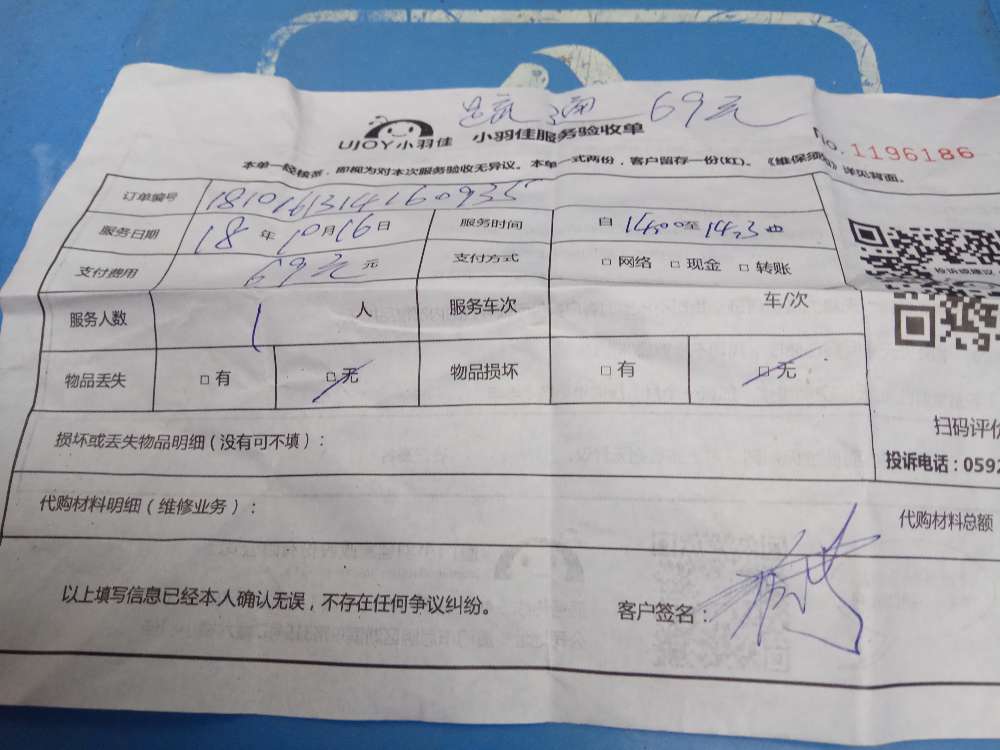 通 69元
UJOY小羽佳 小羽佳服务验收单
No. 1196186
本单一经核签，即视为对本次服务验收无异议。本单一式两份，客户留存一份(红)。《维保须知》详见背面。
订单编号 1810161314160935
服务日期 18 年 10 月 16 日 服务时间 自 14:00 至 14:30
支付费用 69元 元 支付方式 □ 网络 □ 现金 □ 转账
投诉或建议
服务人数 1 人 服务车次 车/次
物品丢失 □ 有 □ 无 物品损坏 □ 有 □ 无
扫码评价
损坏或丢失物品明细（没有可不填）：
投诉电话：0592
代购材料明细（维修业务）：
代购材料总额
以上填写信息已经本人确认无误，不存在任何争议纠纷。 客户签名：